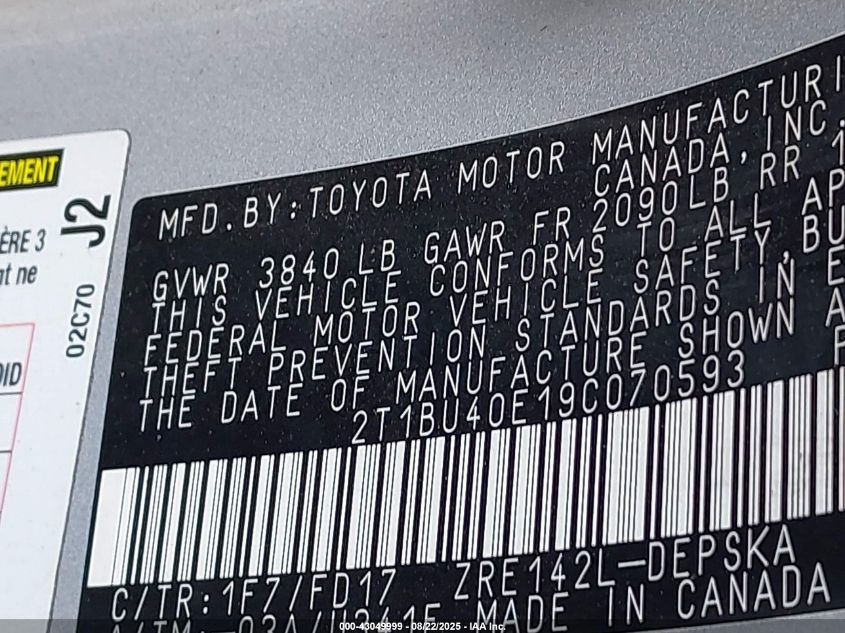 EMENT
J2
ÈRE 3
nt ne
02C70
OID
MFD. BY: TOYOTA MOTOR MANUFACTURI
CANADA, INC.
GVWR 3840 LB GAWR FR 2090LB RR 1
THIS VEHICLE CONFORMS TO ALL AP
FEDERAL MOTOR VEHICLE SAFETY, BU
THEFT PREVENTION STANDARDS IN E
THE DATE OF MANUFACTURE SHOWN A
2T1BU40E19C070593 P
C/TR: 1F7/FD17 ZRE142L-DEPSKA
MADE IN CANADA
000-43049999 - 08/22/2025 - IAA Inc.